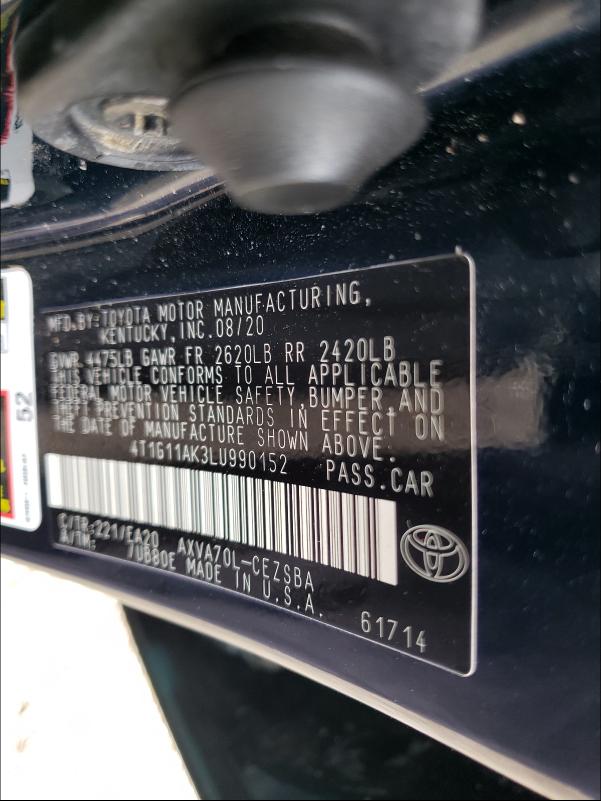 MFD.BY:TOYOTA MOTOR MANUFACTURING,
KENTUCKY,INC.08/20
GVWR 4475LB GAWR FR 2620LB RR 2420LB
THIS VEHICLE CONFORMS TO ALL APPLICABLE
FEDERAL MOTOR VEHICLE SAFETY,BUMPER,AND
THEFT PREVENTION STANDARDS IN EFFECT ON
THE DATE OF MANUFACTURE SHOWN ABOVE.
4T1G11AK3LU990152 PASS.CAR
C/TR:221/EA20 AXVA70L-CEZSBA
A/TM: /UB80E MADE IN U.S.A.
61714
52